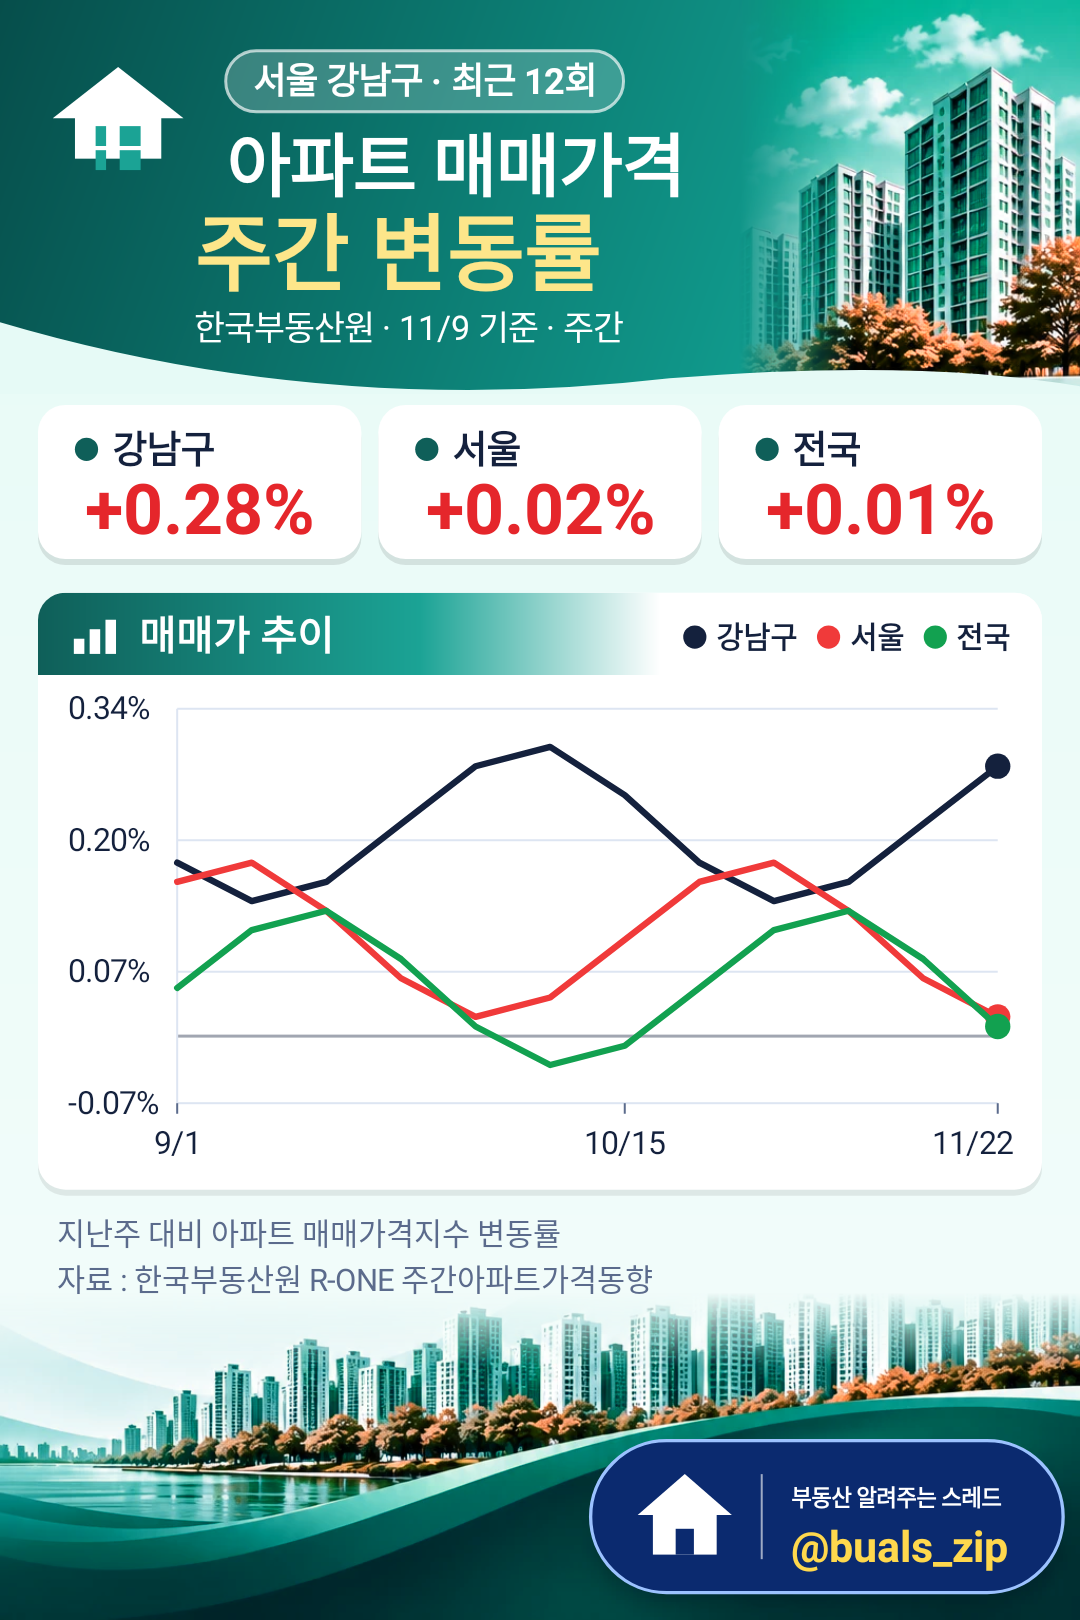 서울 강남구 · 최근 12회
아파트 매매가격
주간 변동률
한국부동산원 · 11/9 기준 · 주간
강남구
+0.28%
서울
+0.02%
전국
+0.01%
매매가 추이
강남구 서울 전국
0.34%
0.20%
0.07%
-0.07%
9/1 10/15 11/22
지난주 대비 아파트 매매가격지수 변동률
자료 : 한국부동산원 R-ONE 주간아파트가격동향
부동산 알려주는 스레드
@buals_zip